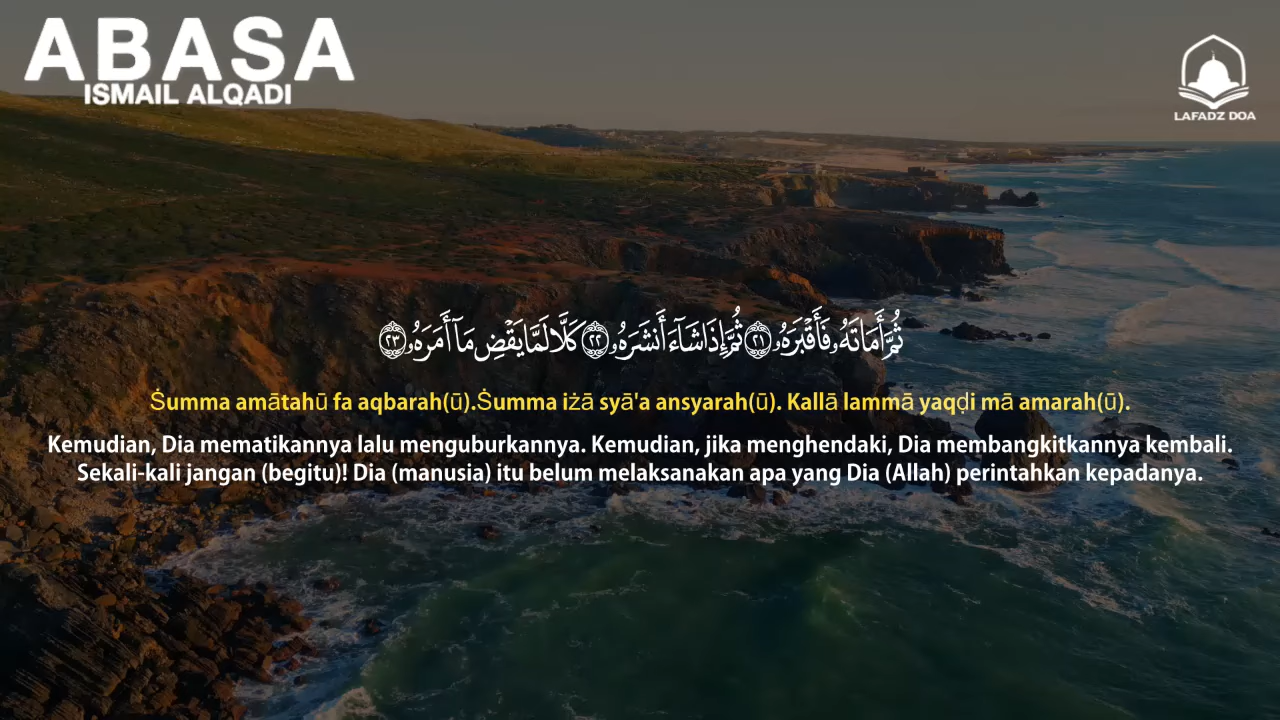 ABASA
ISMAIL ALQADI
LAFADZ DOA
ثُمَّ أَمَاتَهُۥ فَأَقْبَرَهُۥ ۝٢١ ثُمَّ إِذَا شَآءَ أَنشَرَهُۥ ۝٢٢ كَلَّا لَمَّا يَقْضِ مَآ أَمَرَهُۥ ۝٢٣
Ṡumma amātahū fa aqbarah(ū).Ṡumma iżā syā'a ansyarah(ū). Kallā lammā yaqḍi mā amarah(ū).
Kemudian, Dia mematikannya lalu menguburkannya. Kemudian, jika menghendaki, Dia membangkitkannya kembali.
Sekali-kali jangan (begitu)! Dia (manusia) itu belum melaksanakan apa yang Dia (Allah) perintahkan kepadanya.